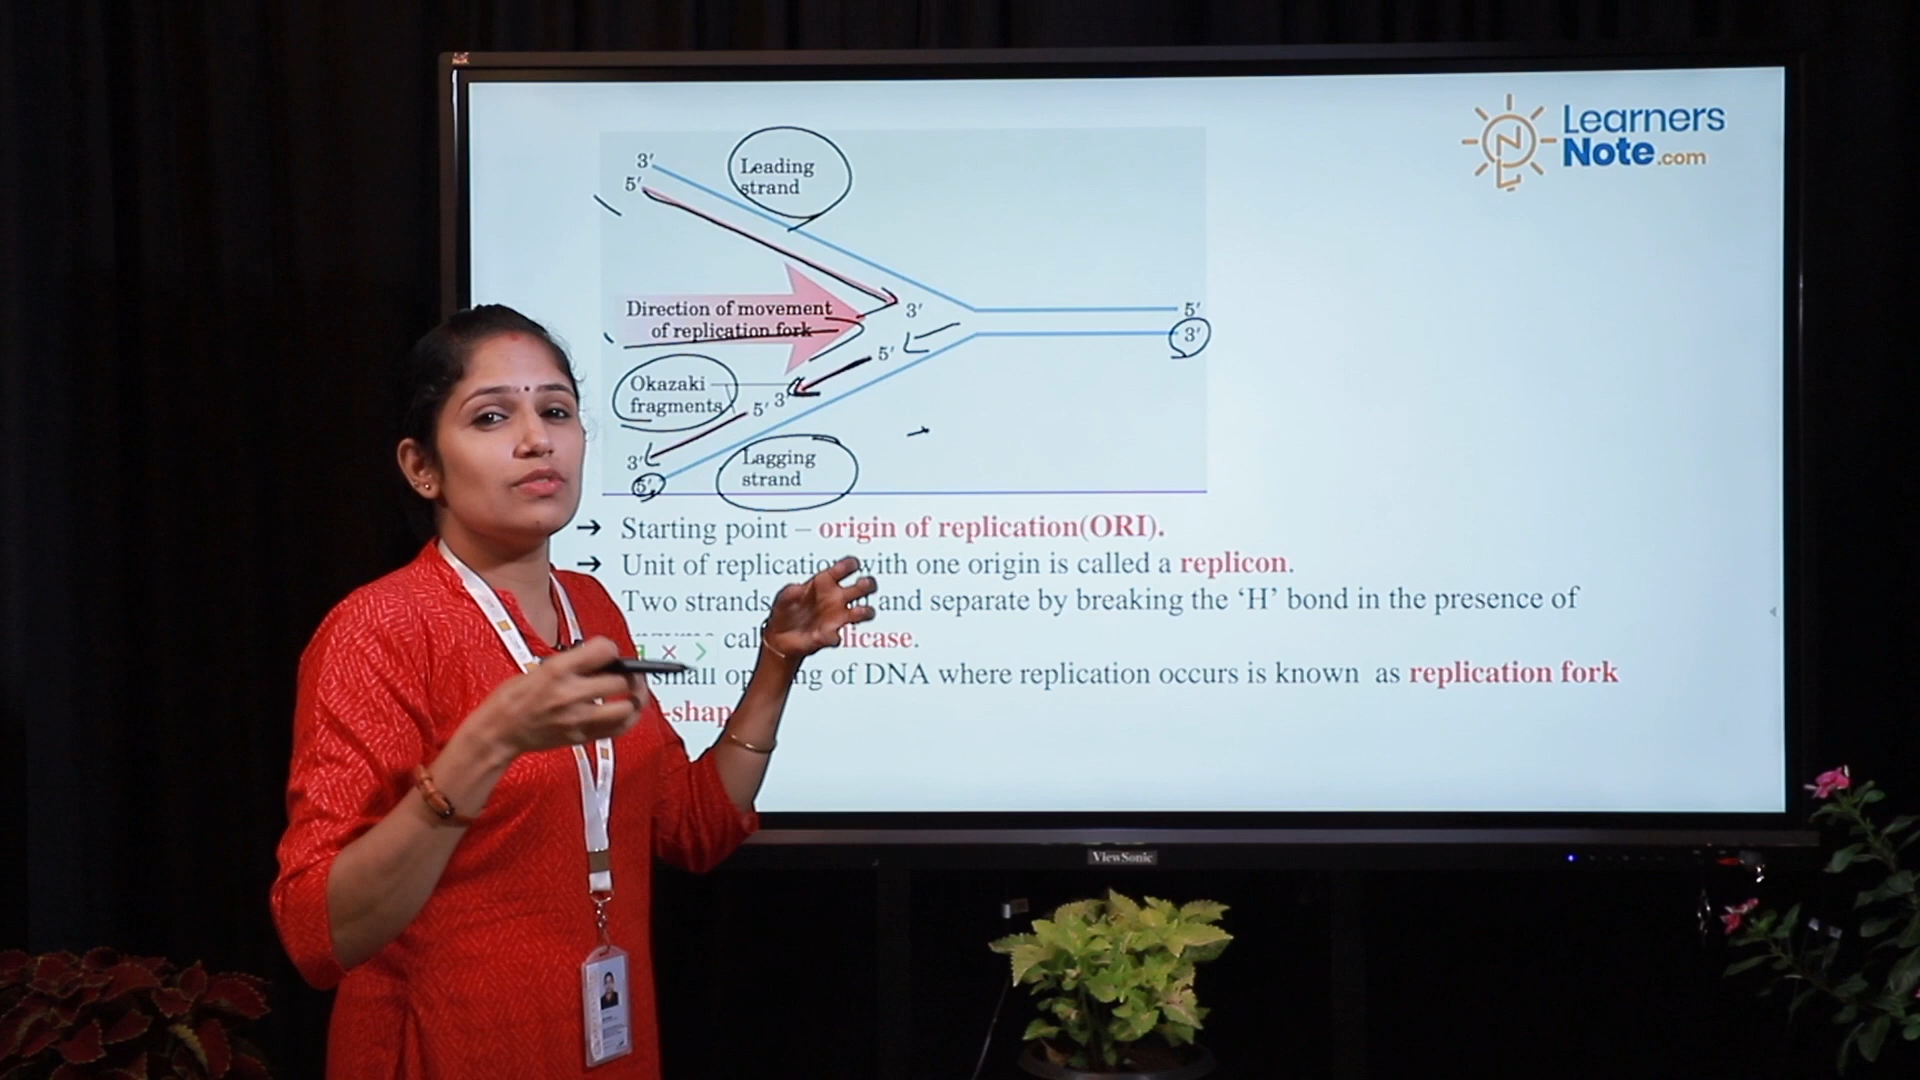 Learners
Note.com
3′
Leading
strand
5′
Direction of movement
of replication fork
3′
5′
3′
5′
Okazaki
fragments
5′ 3′
3′
5′
Lagging
strand
➔ Starting point – origin of replication(ORI).
➔ Unit of replication with one origin is called a replicon.
Two strands and separate by breaking the ‘H’ bond in the presence of
small of DNA where replication occurs is known as replication fork
ViewSonic